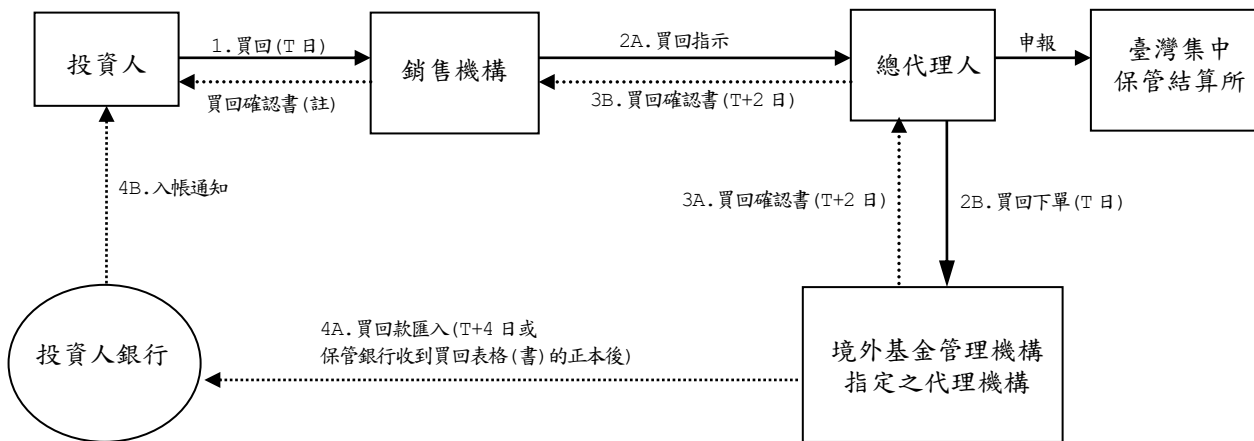 投資人
1.買回(T 日)
買回確認書(註)
銷售機構
2A.買回指示
3B.買回確認書(T+2 日)
總代理人
申報
臺灣集中
保管結算所
4B.入帳通知
3A.買回確認書(T+2 日)
2B.買回下單(T 日)
投資人銀行
4A.買回款匯入(T+4 日或
保管銀行收到買回表格(書)的正本後)
境外基金管理機構
指定之代理機構